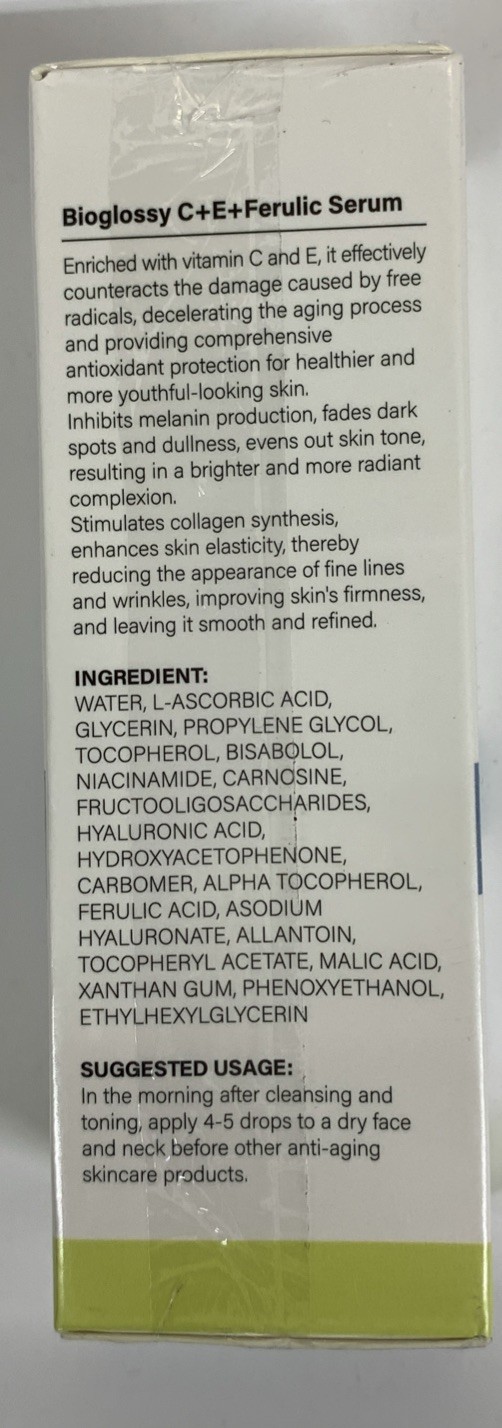 Bioglossy C+E+Ferulic Serum
Enriched with vitamin C and E, it effectively
counteracts the damage caused by free
radicals, decelerating the aging process
and providing comprehensive
antioxidant protection for healthier and
more youthful-looking skin.
Inhibits melanin production, fades dark
spots and dullness, evens out skin tone,
resulting in a brighter and more radiant
complexion.
Stimulates collagen synthesis,
enhances skin elasticity, thereby
reducing the appearance of fine lines
and wrinkles, improving skin's firmness,
and leaving it smooth and refined.
INGREDIENT:
WATER, L-ASCORBIC ACID,
GLYCERIN, PROPYLENE GLYCOL,
TOCOPHEROL, BISABOLOL,
NIACINAMIDE, CARNOSINE,
FRUCTOOLIGOSACCHARIDES,
HYALURONIC ACID,
HYDROXYACETOPHENONE,
CARBOMER, ALPHA TOCOPHEROL,
FERULIC ACID, ASODIUM
HYALURONATE, ALLANTOIN,
TOCOPHERYL ACETATE, MALIC ACID,
XANTHAN GUM, PHENOXYETHANOL,
ETHYLHEXYLGLYCERIN
SUGGESTED USAGE:
In the morning after cleansing and
toning, apply 4-5 drops to a dry face
and neck before other anti-aging
skincare products.